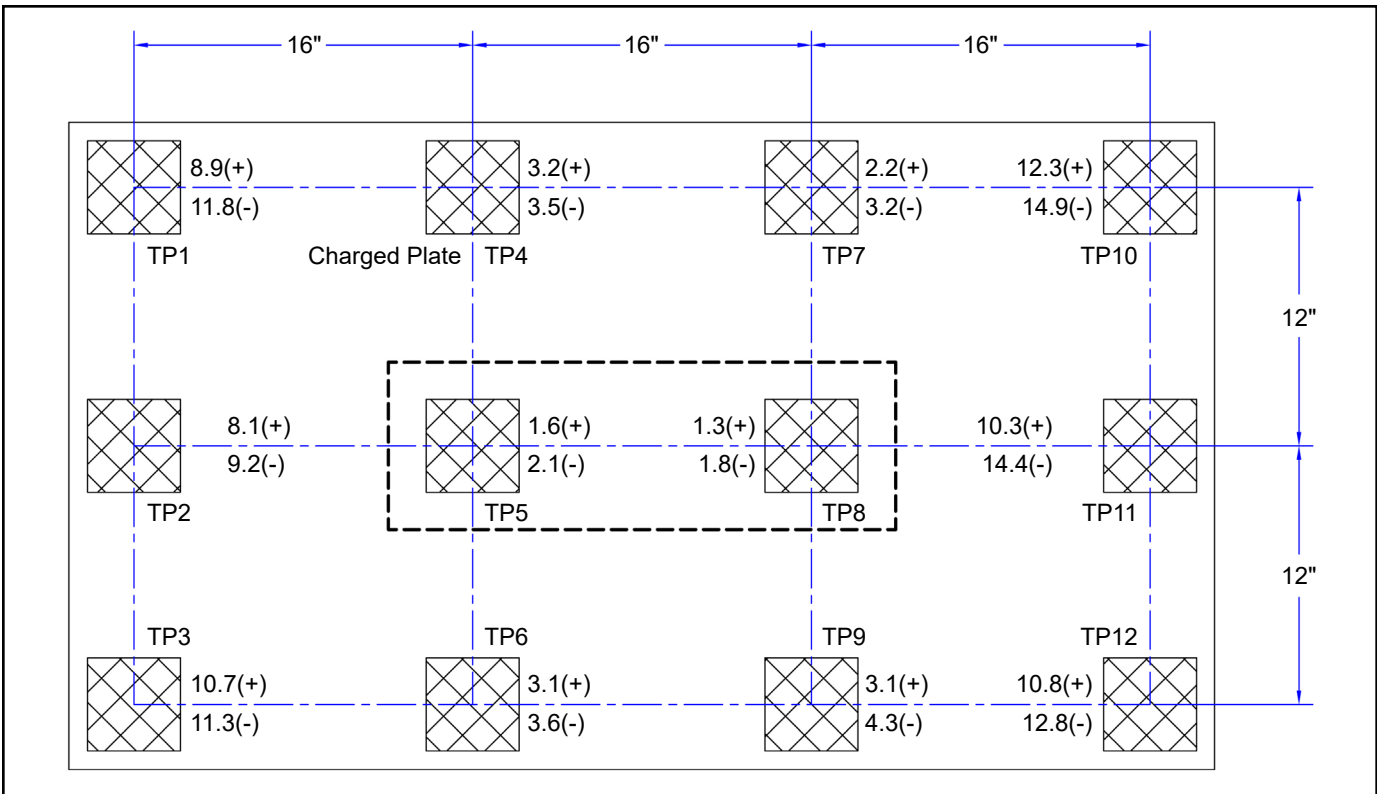 16" 16" 16"
8.9(+) 3.2(+) 2.2(+) 12.3(+)
11.8(-) 3.5(-) 3.2(-) 14.9(-)
TP1 Charged Plate TP4 TP7 TP10
12"
8.1(+) 1.6(+) 1.3(+) 10.3(+)
9.2(-) 2.1(-) 1.8(-) 14.4(-)
TP2 TP5 TP8 TP11
12"
TP3 TP6 TP9 TP12
10.7(+) 3.1(+) 3.1(+) 10.8(+)
11.3(-) 3.6(-) 4.3(-) 12.8(-)